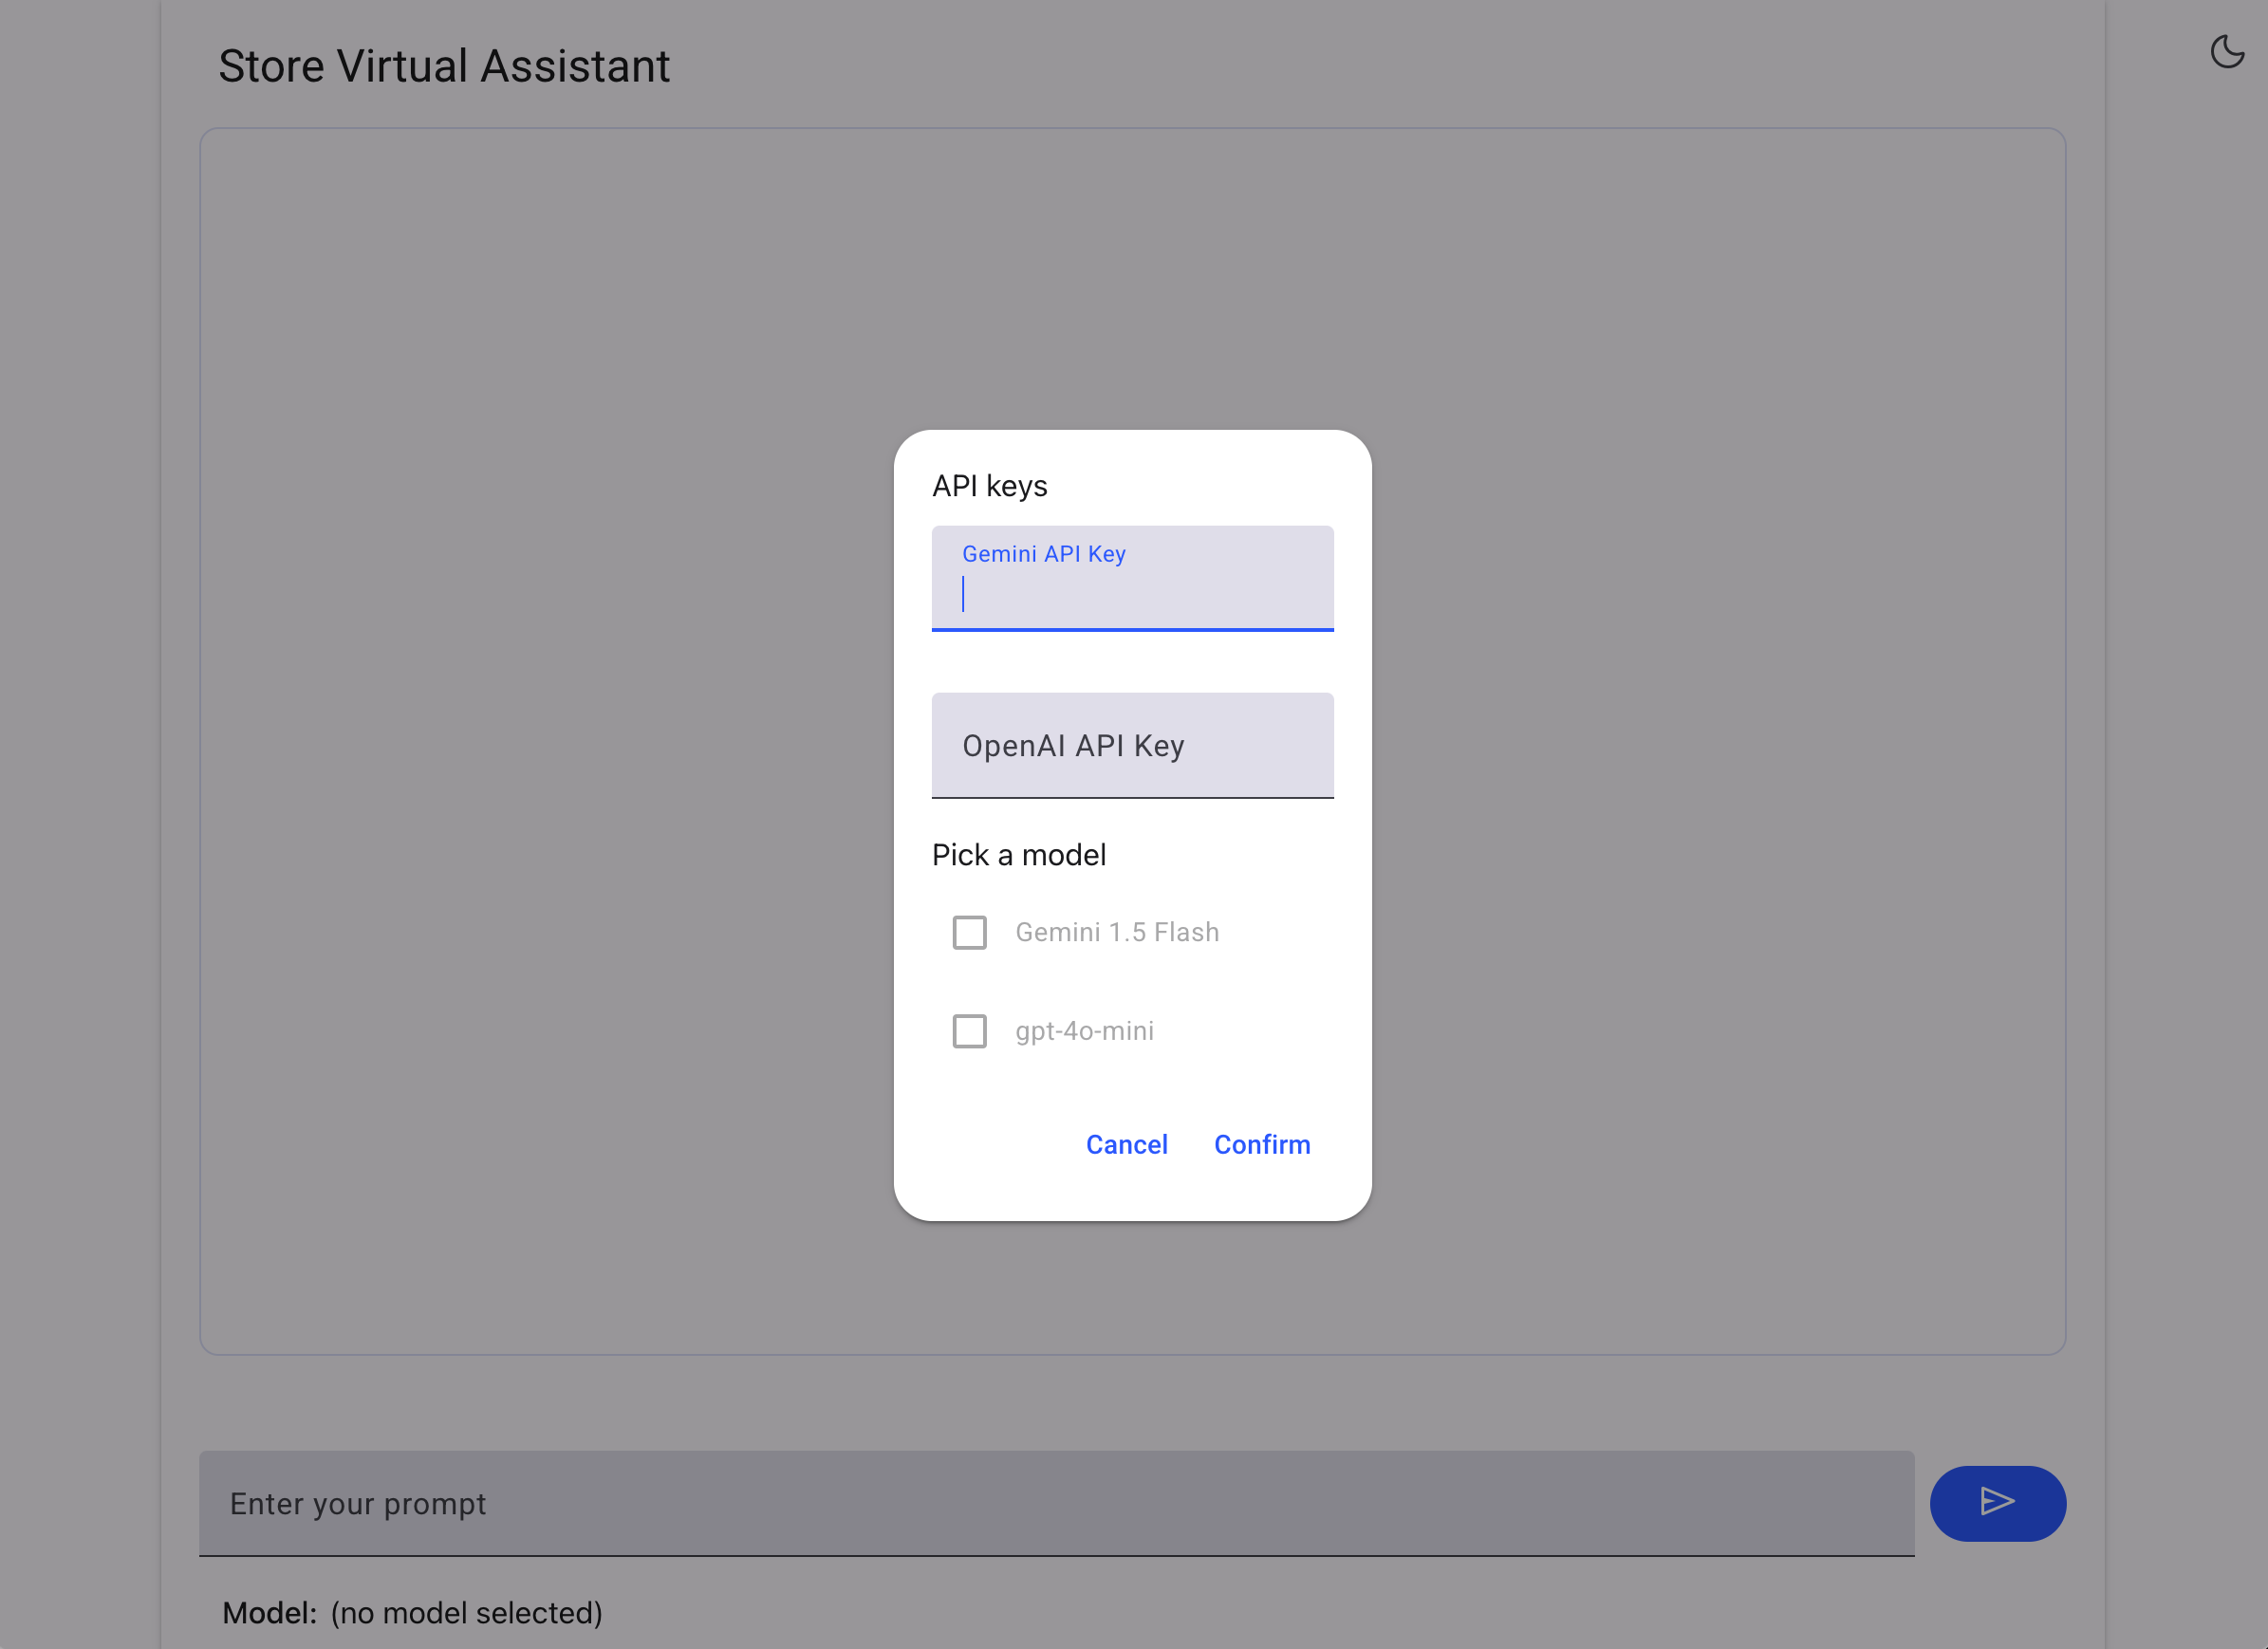 Store Virtual Assistant
API keys
Gemini API Key
OpenAI API Key
Pick a model
Gemini 1.5 Flash
gpt-4o-mini
Cancel Confirm
Enter your prompt
Model: (no model selected)